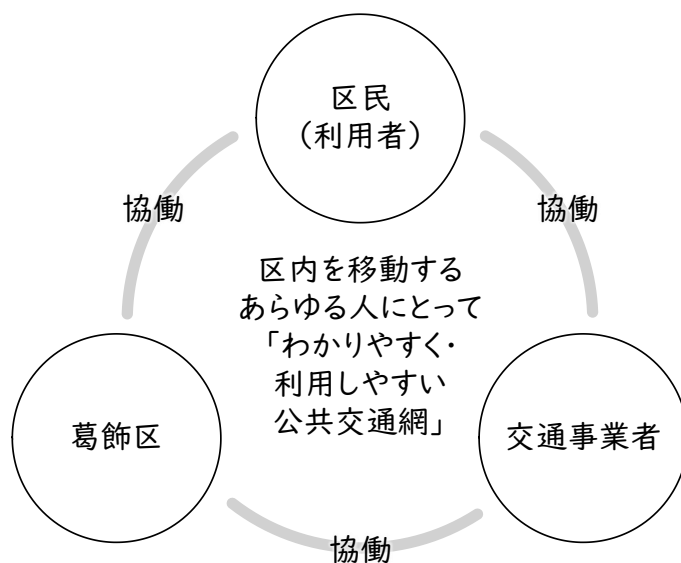 区民
（利用者）
協働
協働
区内を移動する
あらゆる人にとって
「わかりやすく・
利用しやすい
公共交通網」
葛飾区
交通事業者
協働